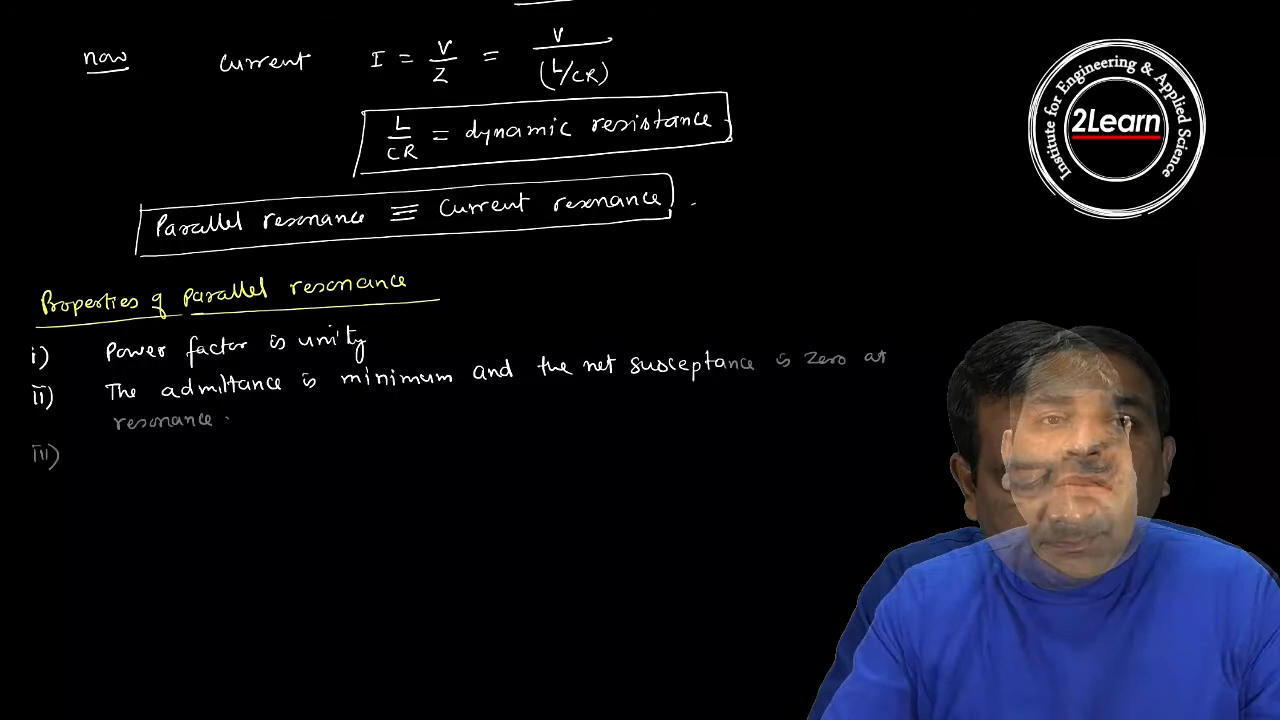 now current I = V/Z = V/(L/CR)
L/CR = dynamic resistance
Parallel resonance ≡ Current resonance.
Properties of parallel resonance
i) Power factor is unity
ii) The admittance is minimum and the net susceptance is zero at
resonance.
iii)
Institute for Engineering & Applied Science
2Learn